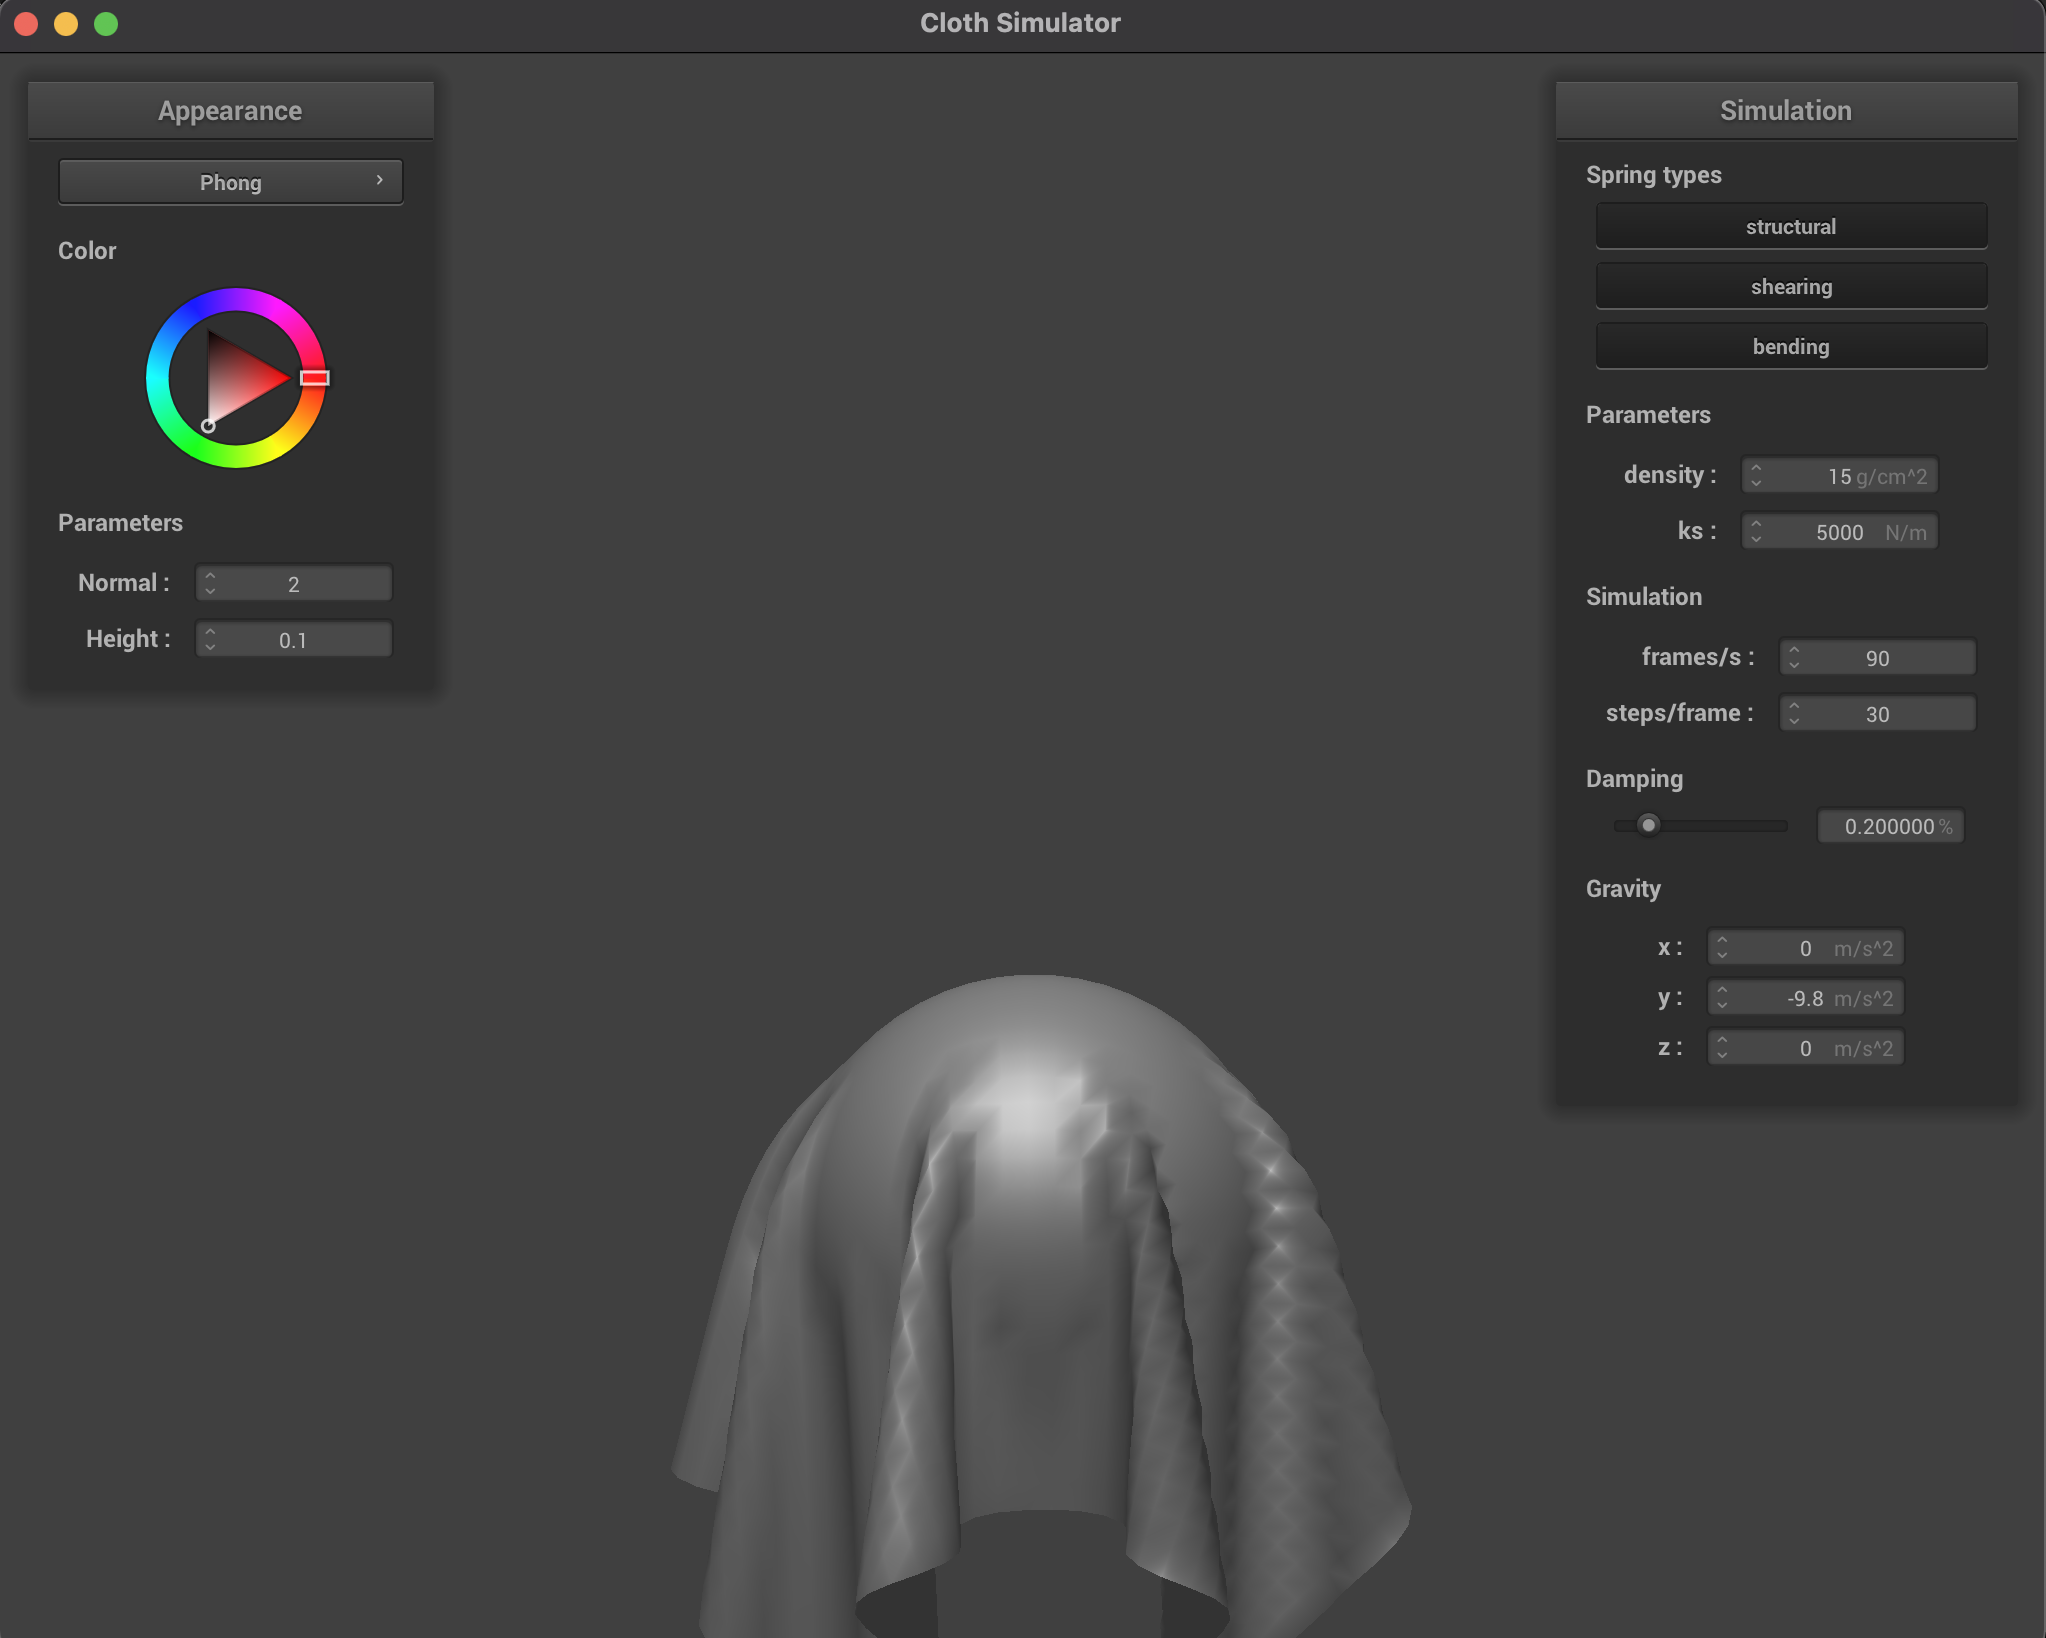 Cloth Simulator
Appearance
Phong
Color
Parameters
Normal : 2
Height : 0.1
Simulation
Spring types
structural
shearing
bending
Parameters
density : 15 g/cm^2
ks : 5000 N/m
Simulation
frames/s : 90
steps/frame : 30
Damping
0.200000 %
Gravity
x : 0 m/s^2
y : -9.8 m/s^2
z : 0 m/s^2